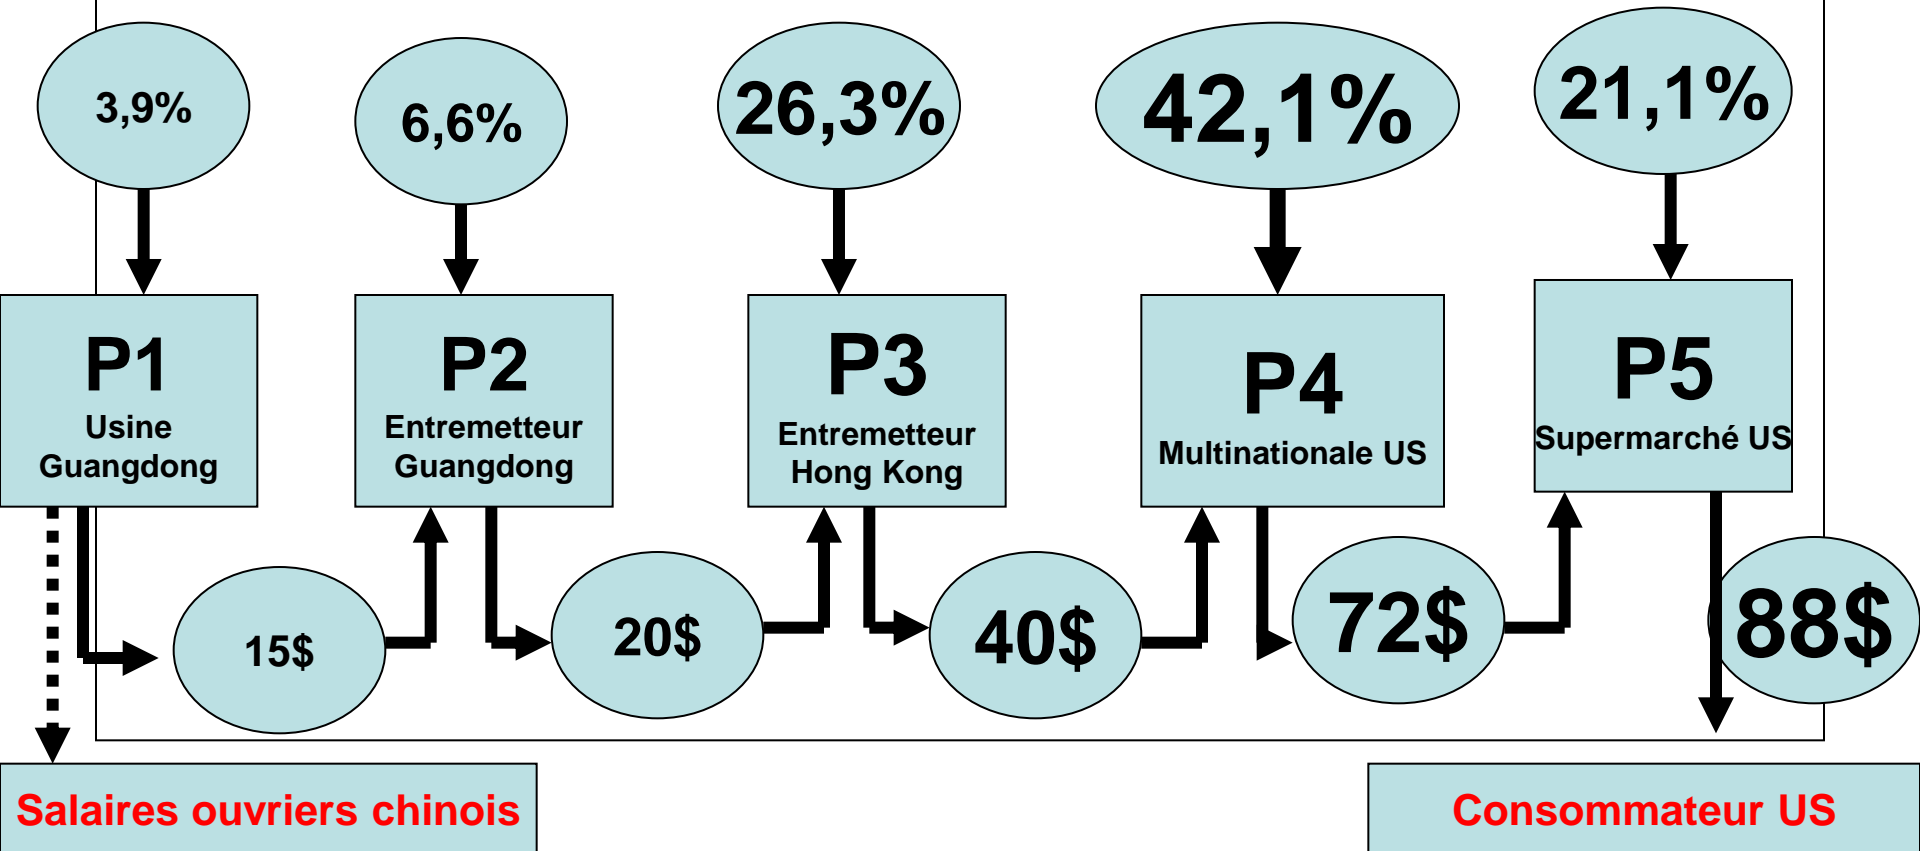 3,9%
6,6%
26,3%
42,1%
21,1%
P1
Usine
Guangdong
P2
Entremetteur
Guangdong
P3
Entremetteur
Hong Kong
P4
Multinationale US
P5
Supermarché US
15$
20$
40$
72$
88$
Salaires ouvriers chinois
Consommateur US